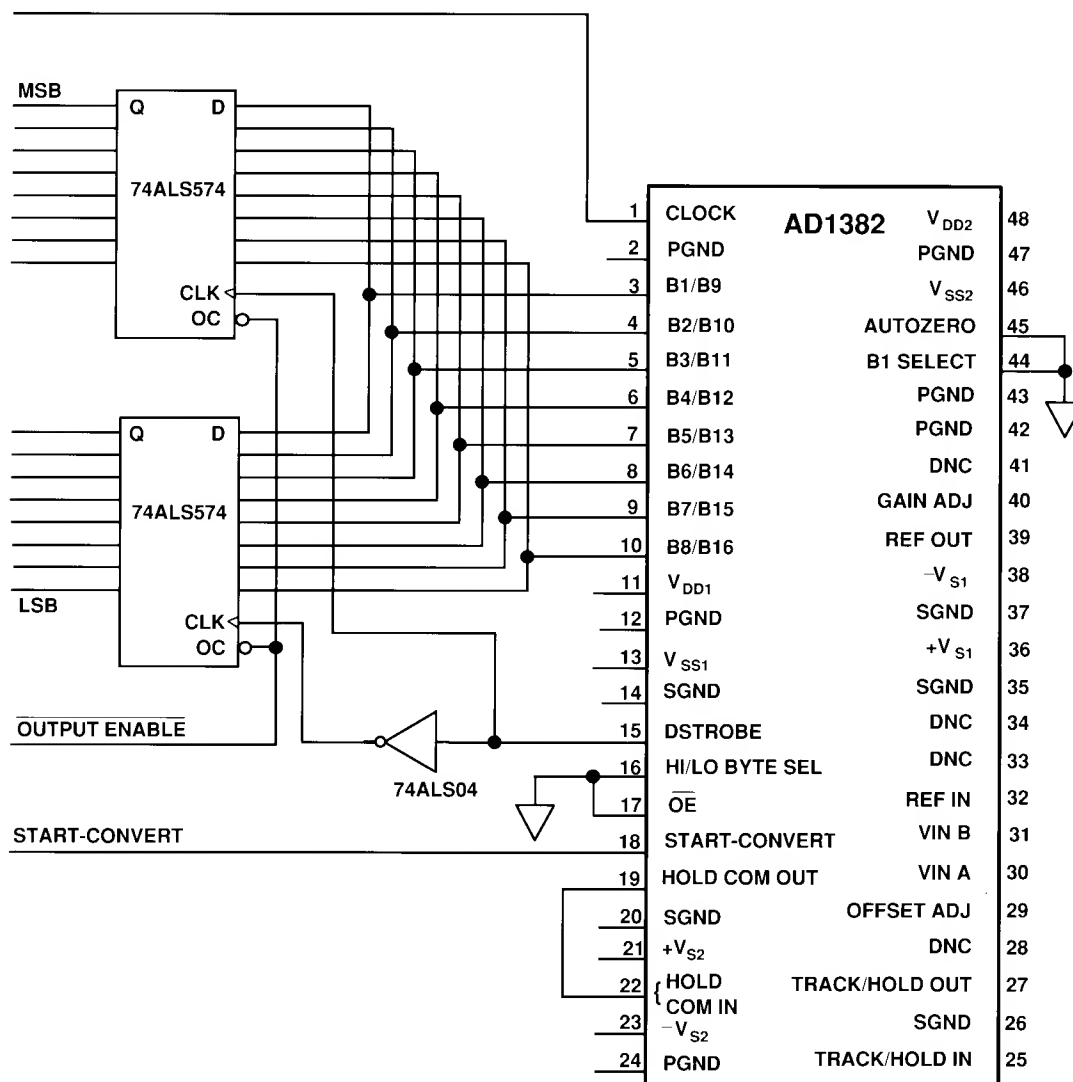 MSB
Q D
74ALS574
CLK
OC
Q D
74ALS574
LSB
CLK
OC
OUTPUT ENABLE
74ALS04
START-CONVERT
AD1382
1 CLOCK
2 PGND
3 B1/B9
4 B2/B10
5 B3/B11
6 B4/B12
7 B5/B13
8 B6/B14
9 B7/B15
10 B8/B16
11 VDD1
12 PGND
13 VSS1
14 SGND
15 DSTROBE
16 HI/LO BYTE SEL
17 OE
18 START-CONVERT
19 HOLD COM OUT
20 SGND
21 +VS2
22 { HOLD
COM IN
23 –VS2
24 PGND
VDD2 48
PGND 47
VSS2 46
AUTOZERO 45
B1 SELECT 44
PGND 43
PGND 42
DNC 41
GAIN ADJ 40
REF OUT 39
–VS1 38
SGND 37
+VS1 36
SGND 35
DNC 34
DNC 33
REF IN 32
VIN B 31
VIN A 30
OFFSET ADJ 29
DNC 28
TRACK/HOLD OUT 27
SGND 26
TRACK/HOLD IN 25